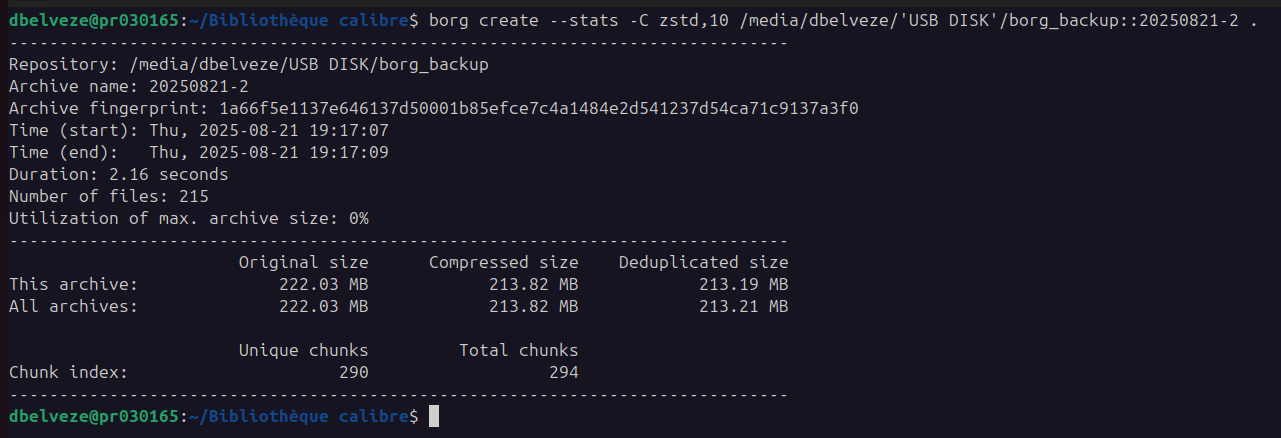 dbelveze@pr030165:~/Bibliothèque calibre$ borg create --stats -C zstd,10 /media/dbelveze/'USB DISK'/borg_backup::20250821-2 .
------------------------------------------------------------------------------
Repository: /media/dbelveze/USB DISK/borg_backup
Archive name: 20250821-2
Archive fingerprint: 1a66f5e1137e646137d50001b85efce7c4a1484e2d541237d54ca71c9137a3f0
Time (start): Thu, 2025-08-21 19:17:07
Time (end):   Thu, 2025-08-21 19:17:09
Duration: 2.16 seconds
Number of files: 215
Utilization of max. archive size: 0%
------------------------------------------------------------------------------
                       Original size      Compressed size    Deduplicated size
This archive:              222.03 MB            213.82 MB            213.19 MB
All archives:              222.03 MB            213.82 MB            213.21 MB

                       Unique chunks         Total chunks
Chunk index:                     290                  294
------------------------------------------------------------------------------
dbelveze@pr030165:~/Bibliothèque calibre$